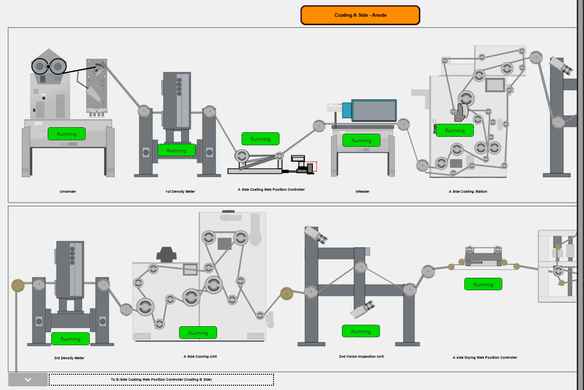 Coating A Side - Anode
Running
Running
Running
Running
Running
Unwinder
1st Density Meter
A Side Coating Web Position Controller
Infeeder
A Side Coating Station
Running
Running
Running
Running
3rd Density Meter
A Side Cooling Unit
2nd Vision Inspection Unit
A side Drying Web Position Controller
To B-Side Coating Web Position Controller (Coating B Side)